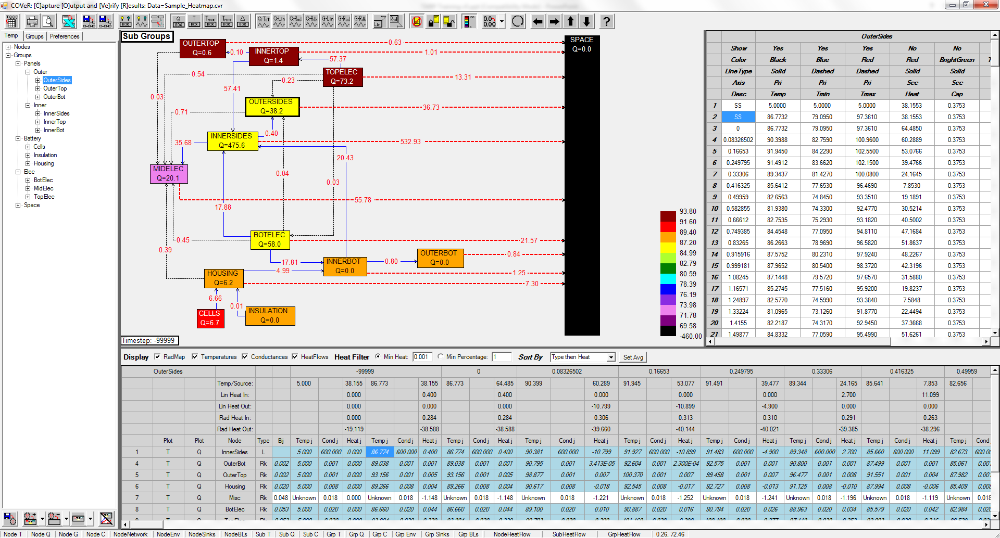 COVeR: [C]apture [O]utput and [Ve]rify [R]esults: Data=Sample_Heatmap.cvr
TQGC
BOX BOX Q BOX T BOX TMAX BOX TMIN BOX BOX Q-Tot Q-Lin Q-Rad Q-Rdk G-Lin G-Rad G-Rdk Lin Rad 0.0 0.00 ?
Temp Groups Preferences
Nodes
Groups
Panels
Outer
OuterSides
OuterTop
OuterBot
Inner
InnerSides
InnerTop
InnerBot
Battery
Cells
Insulation
Housing
Elec
BotElec
MidElec
TopElec
Space
Sub Groups
OUTERTOP
Q=0.6
0.63
SPACE
Q=0.0
0.10
INNERTOP
Q=1.4
1.01
57.37
TOPELEC
Q=73.2
0.54
0.23
13.31
57.41
0.03
OUTERSIDES
Q=38.2
36.73
0.71
INNERSIDES
Q=475.6
0.40
35.68
532.93
20.43
MIDELEC
Q=20.1
0.04
0.03
55.78
17.88
BOTELEC
Q=58.0
0.45
21.57
0.39
OUTERBOT
Q=0.0
0.84
17.81
INNERBOT
Q=0.0
0.80
4.99
1.25
HOUSING
Q=6.2
7.30
6.66
0.01
CELLS
Q=6.7
INSULATION
Q=0.0
93.80
91.60
89.40
87.20
84.99
82.79
80.59
78.39
76.19
73.98
71.78
69.58
-460.00
Timestep: -99999
OuterSides
Show Yes Yes Yes No No
Color Black Blue Red Red BrightGreen
LineType Solid Dashed Dashed Solid Solid
Axis Pri Pri Pri Sec Sec
Desc Temp Tmin Tmax Heat Cap
1 SS 5.0000 5.0000 5.0000 38.1553 0.3753
2 SS 86.7732 79.0950 97.3610 38.1553 0.3753
3 0 86.7732 79.0950 97.3610 64.4850 0.3753
4 0.08326502 90.3988 82.7590 100.9600 60.2889 0.3753
5 0.16653 91.9450 84.2290 102.5500 53.0766 0.3753
6 0.249795 91.4912 83.6620 102.1500 39.4766 0.3753
7 0.33306 89.3437 81.4270 100.0800 24.1645 0.3753
8 0.416325 85.6412 77.6530 96.4690 7.8530 0.3753
9 0.49959 82.6563 74.8450 93.3510 19.1891 0.3753
10 0.582855 81.9380 74.3300 92.4770 30.5214 0.3753
11 0.66612 82.7535 75.2930 93.1820 40.5002 0.3753
12 0.749385 84.4548 77.0950 94.8110 47.1684 0.3753
13 0.83265 86.2663 78.9690 96.5820 51.8637 0.3753
14 0.915916 87.5752 80.2310 97.9240 48.2267 0.3753
15 0.999181 87.9652 80.5400 98.3720 42.3196 0.3753
16 1.08245 87.1448 79.5720 97.6570 31.5880 0.3753
17 1.16571 85.2745 77.5160 95.9200 19.8237 0.3753
18 1.24897 82.5770 74.5990 93.3840 7.5848 0.3753
19 1.33224 81.0965 73.1260 91.8770 22.4494 0.3753
20 1.4155 82.2187 74.3170 92.9450 37.3668 0.3753
21 1.49877 84.8332 77.0590 95.4990 51.6261 0.3753
Display RadMap Temperatures Conductances HeatFlows Heat Filter Min Heat: 0.001 Min Percentage: 1 Sort By Type then Heat Set Avg
OuterSides -99999 0 0.08326502 0.16653 0.249795 0.33306 0.416325 0.49959
Temp/Source: 5.000 38.155 86.773 38.155 86.773 64.485 90.399 60.289 91.945 53.077 91.491 39.477 89.344 24.165 85.641 7.853 82.656
Lin Heat In: 0.000 0.400 0.400 0.000 0.000 0.000 2.700 11.099
Lin Heat Out: 0.000 0.000 0.000 -10.799 -10.899 -4.900 0.000 0.000
Rad Heat In: 0.000 0.284 0.284 0.306 0.313 0.310 0.291 0.263
Rad Heat Out: -19.119 -38.588 -38.588 -39.660 -40.144 -40.021 -39.385 -38.296
Plot Plot Node Type Bij Temp j Cond j Heat j Temp j Cond j Heat j Temp j Cond j Heat j Temp j Cond j Heat j Temp j Cond j Heat j Temp j Cond j Heat j Temp j Cond j Heat j Temp j Cond j Heat j Temp j Cond
1 T Q InnerSides L 5.000 600.000 0.000 86.774 600.000 0.400 86.774 600.000 0.400 90.381 600.000 -10.799 91.927 600.000 -10.899 91.483 600.000 -4.900 89.348 600.000 2.700 85.660 600.000 11.099 82.673 600.00
4 T Q OuterBot Rk 0.002 5.000 0.001 0.000 89.038 0.001 0.001 89.038 0.001 0.001 90.795 0.001 3.413E-05 92.604 0.001 2.300E-04 92.575 0.001 0.001 90.800 0.001 0.001 87.499 0.001 0.001 85.061 0.00
5 T Q OuterTop Rk 0.002 5.000 0.001 0.000 93.156 0.001 0.005 93.156 0.001 0.005 98.877 0.001 0.007 100.370 0.001 0.007 99.458 0.001 0.007 96.477 0.001 0.006 91.551 0.001 0.004 87.982 0.00
6 T Q Housing Rk 0.020 5.000 0.008 0.000 89.266 0.008 0.004 89.266 0.008 0.004 90.617 0.008 -0.018 92.545 0.008 -0.017 92.727 0.008 -0.013 91.125 0.008 -0.010 87.994 0.008 -0.006 85.409 0.00
7 T Q Misc Rk 0.048 Unknown 0.018 0.000 Unknown 0.018 -1.148 Unknown 0.018 -1.148 Unknown 0.018 -1.221 Unknown 0.018 -1.252 Unknown 0.018 -1.241 Unknown 0.018 -1.196 Unknown 0.018 -1.119 Unknown 0.018
8 T Q BotElec Rk 0.053 5.000 0.020 0.000 86.660 0.020 0.044 86.660 0.020 0.044 89.100 0.020 0.010 90.887 0.020 0.016 90.794 0.020 0.026 88.963 0.020 0.034 85.579 0.020 0.042 82.984 0.02
Node T Node Q Node G Node C NodeNetwork NodeEnv NodeSinks NodeBLs Sub T Sub Q Sub C Grp T Grp Q Grp C Grp Env Grp Sinks Grp BLs NodeHeatFlow SubHeatFlow GrpHeatFlow 0.26, 72.46